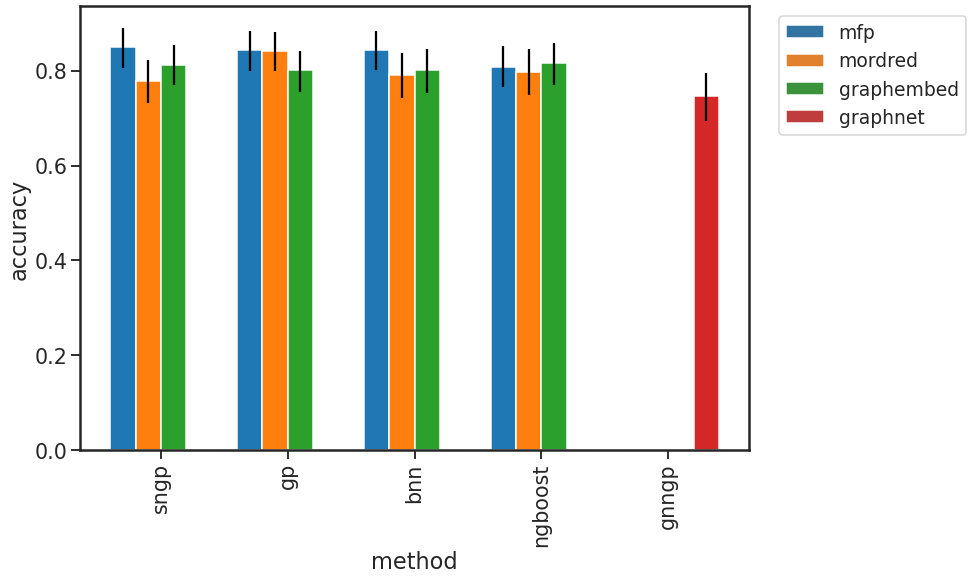 mfp
mordred
graphembed
graphnet
accuracy
0.8
0.6
0.4
0.2
0.0
sngp
gp
bnn
ngboost
gnngp
method